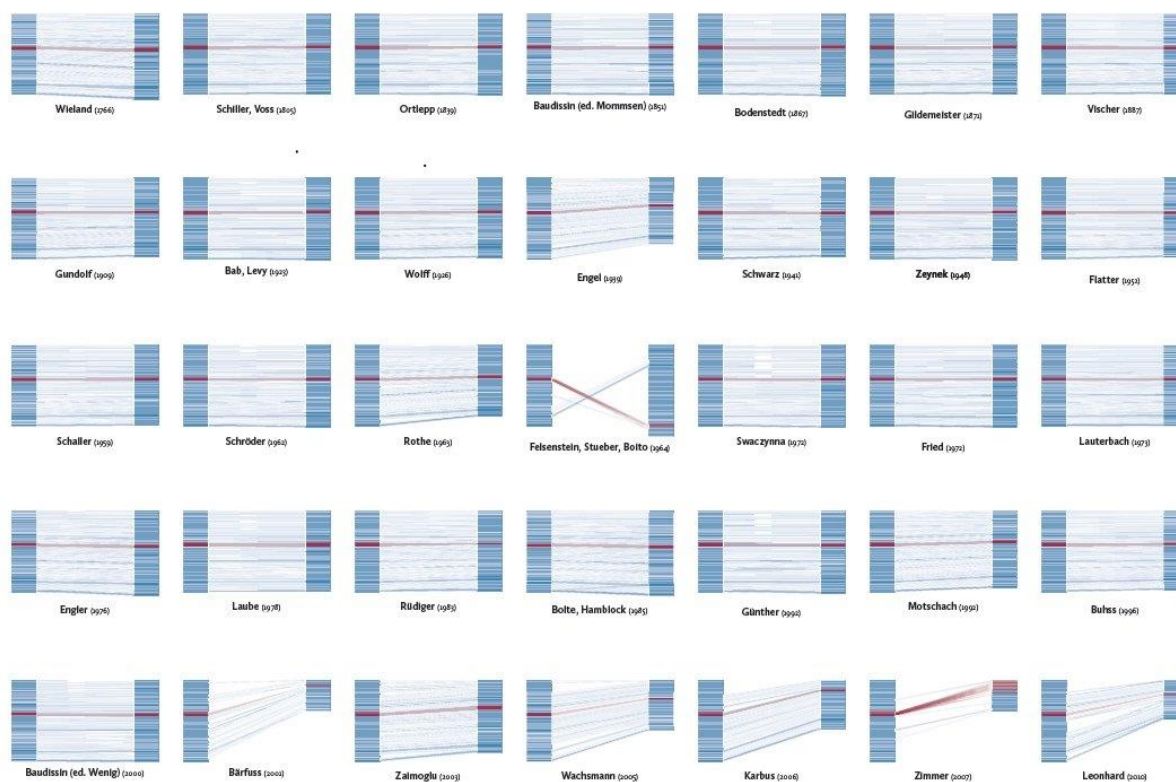 Wieland (1766)
Schiller, Voss (1805)
Ortlepp (1839)
Baudissin (ed. Mommsen) (1851)
Bodenstedt (1867)
Gildemeister (1871)
Vischer (1887)
Gundolf (1909)
Bab, Levy (1923)
Wolff (1926)
Engel (1939)
Schwarz (1941)
Zeynek (1948)
Flatter (1952)
Schaller (1959)
Schröder (1962)
Rothe (1963)
Felsenstein, Stueber, Boito (1964)
Swaczynna (1972)
Fried (1972)
Lauterbach (1973)
Engler (1976)
Laube (1978)
Rüdiger (1983)
Bolte, Hamblock (1985)
Günther (1992)
Motschach (1992)
Buhss (1996)
Baudissin (ed. Wenig) (2000)
Bärfuss (2002)
Zaimoglu (2003)
Wachsmann (2005)
Karbus (2006)
Zimmer (2007)
Leonhard (2010)